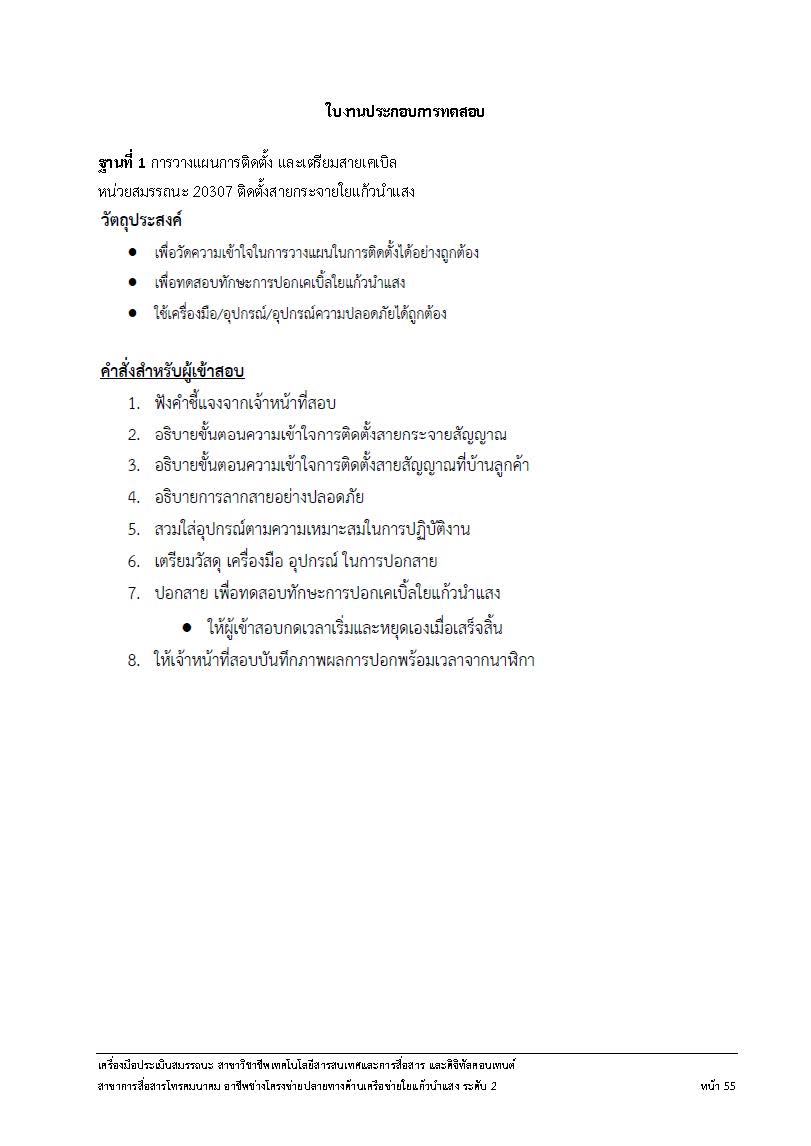 ใบงานประกอบการทดสอบ
ฐานที่ 1 การวางแผนการติดตั้ง และเตรียมสายเคเบิล
หน่วยสมรรถนะ 20307 ติดตั้งสายกระจายใยแก้วนำแสง
วัตถุประสงค์
● เพื่อวัดความเข้าใจในการวางแผนในการติดตั้งได้อย่างถูกต้อง
● เพื่อทดสอบทักษะการปอกเคเบิ้ลใยแก้วนำแสง
● ใช้เครื่องมือ/อุปกรณ์/อุปกรณ์ความปลอดภัยได้ถูกต้อง
คำสั่งสำหรับผู้เข้าสอบ
1. ฟังคำชี้แจงจากเจ้าหน้าที่สอบ
2. อธิบายขั้นตอนความเข้าใจการติดตั้งสายกระจายสัญญาณ
3. อธิบายขั้นตอนความเข้าใจการติดตั้งสายสัญญาณที่บ้านลูกค้า
4. อธิบายการลากสายอย่างปลอดภัย
5. สวมใส่อุปกรณ์ตามความเหมาะสมในการปฏิบัติงาน
6. เตรียมวัสดุ เครื่องมือ อุปกรณ์ ในการปอกสาย
7. ปอกสาย เพื่อทดสอบทักษะการปอกเคเบิ้ลใยแก้วนำแสง
● ให้ผู้เข้าสอบกดเวลาเริ่มและหยุดเองเมื่อเสร็จสิ้น
8. ให้เจ้าหน้าที่สอบบันทึกภาพผลการปอกพร้อมเวลาจากนาฬิกา
เครื่องมือประเมินสมรรถนะ สาขาวิชาชีพเทคโนโลยีสารสนเทศและการสื่อสาร และดิจิทัลคอนเทนต์
สาขาการสื่อสารโทรคมนาคม อาชีพช่างโครงข่ายปลายทางด้านเครือข่ายใยแก้วนำแสง ระดับ 2 หน้า 55